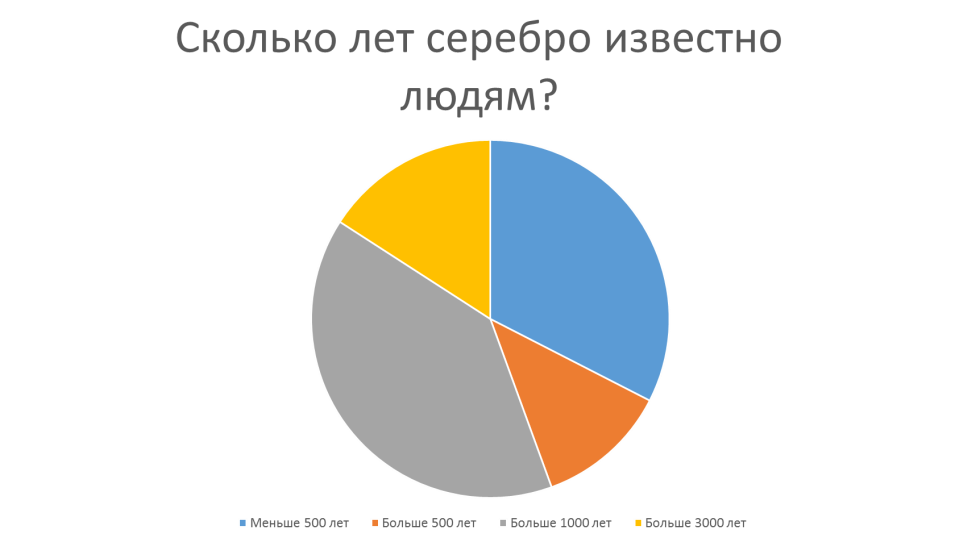 Сколько лет серебро известно
людям?
Меньше 500 лет Больше 500 лет Больше 1000 лет Больше 3000 лет